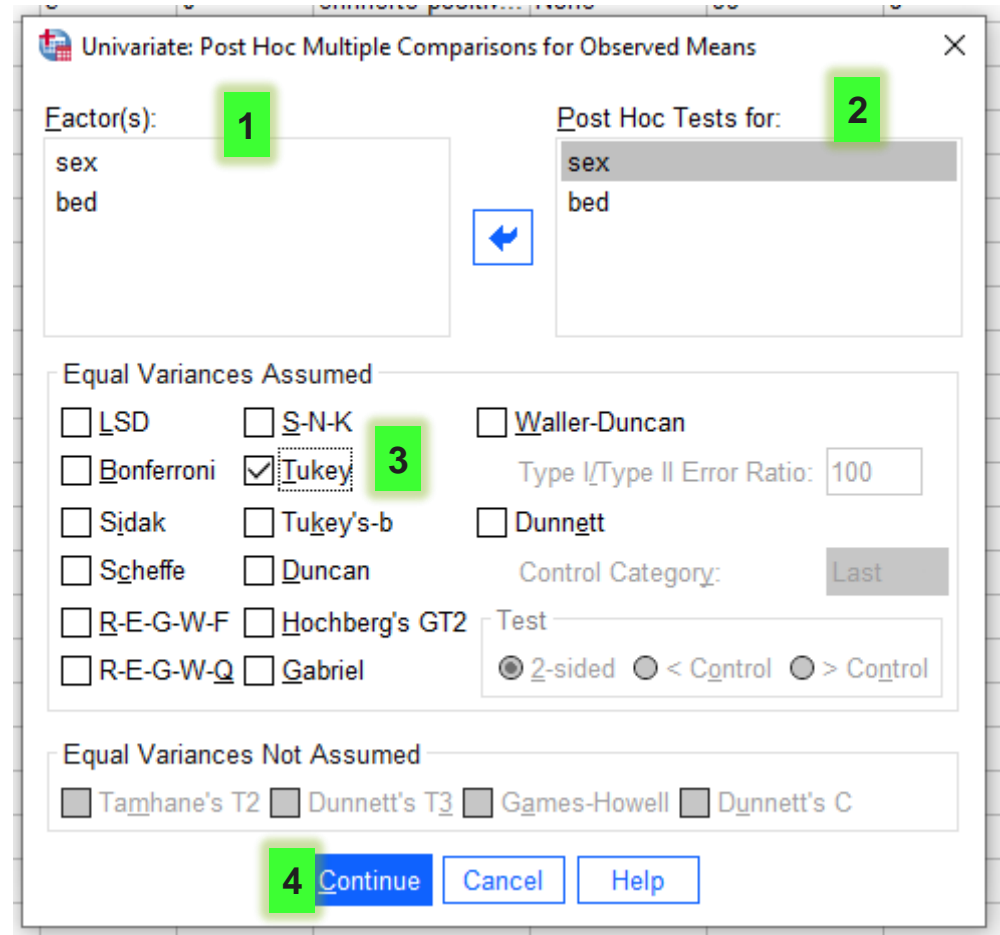 Univariate: Post Hoc Multiple Comparisons for Observed Means
Factor(s): 1
Post Hoc Tests for: 2
sex
bed
sex
bed
Equal Variances Assumed
LSD S-N-K Waller-Duncan
Bonferroni Tukey 3 Type I/Type II Error Ratio: 100
Sidak Tukey's-b Dunnett
Scheffe Duncan Control Category: Last
R-E-G-W-F Hochberg's GT2 Test
R-E-G-W-Q Gabriel 2-sided < Control > Control
Equal Variances Not Assumed
Tamhane's T2 Dunnett's T3 Games-Howell Dunnett's C
4 Continue Cancel Help